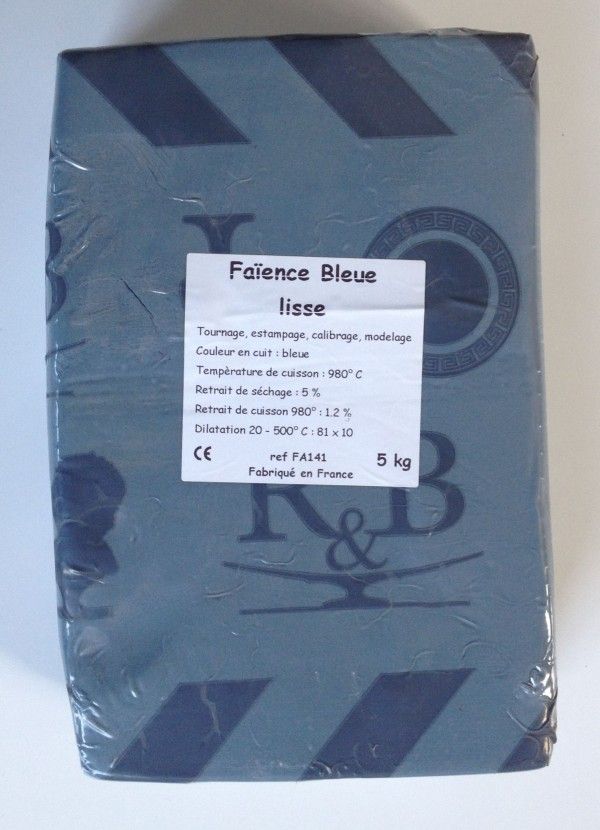 Faïence Bleue
lisse
Tournage, estampage, calibrage, modelage
Couleur en cuit : bleue
Tempèrature de cuisson : 980° C
Retrait de séchage : 5 %
Retrait de cuisson 980° : 1.2 %
Dilatation 20 - 500° C : 81 x 10
CE
ref FA141
5 kg
Fabriqué en France
R&B